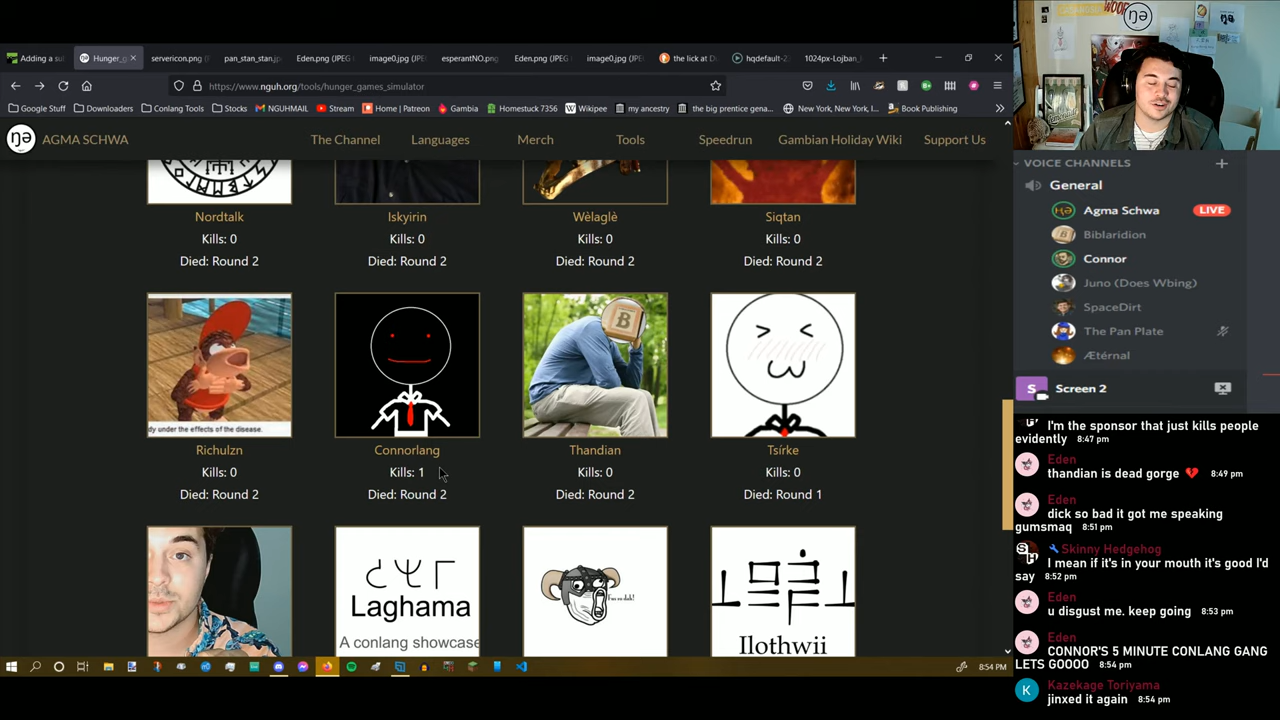 Adding a su
Hunger_g
servericon.png (
pan_stan_stan.jp
Eden.png (JPEG
image0.jpg (JPEG
esperantNO.png
Eden.png (JPEG
image0.jpg (JPEG
the lick at D
hqdefault-Z
1024px-Lojban_
https://www.nguh.org/tools/hunger_games_simulator
Google Stuff
Downloaders
Conlang Tools
Stocks
NGUHMAIL
Stream
Home | Patreon
Gambia
Homestuck 7356
Wikipee
my ancestry
the big prentice gena...
New York, New York, I...
Book Publishing
ŋə
AGMA SCHWA
The Channel
Languages
Merch
Tools
Speedrun
Gambian Holiday Wiki
Support Us
Nordtalk
Kills: 0
Died: Round 2
Iskyirin
Kills: 0
Died: Round 2
Wèlaglè
Kills: 0
Died: Round 2
Siqtan
Kills: 0
Died: Round 2
dy under the effects of the disease.
B
Richulzn
Kills: 0
Died: Round 2
Connorlang
Kills: 1
Died: Round 2
Thandian
Kills: 0
Died: Round 2
Tsírke
Kills: 0
Died: Round 1
Laghama
A conlang showcase
Ilothwii
8:54 PM
VOICE CHANNELS
General
Agma Schwa
LIVE
Biblaridion
Connor
Juno (Does Wbing)
SpaceDirt
The Pan Plate
Ætérnal
S
Screen 2
I'm the sponsor that just kills people
evidently 8:47 pm
Eden
thandian is dead gorge 💔 8:49 pm
Eden
dick so bad it got me speaking
gumsmaq 8:51 pm
Skinny Hedgehog
I mean if it's in your mouth it's good I'd
say 8:52 pm
Eden
u disgust me. keep going 8:53 pm
Eden
CONNOR'S 5 MINUTE CONLANG GANG
LETS GOOOO 8:54 pm
K
Kazekage Toriyama
jinxed it again 8:54 pm